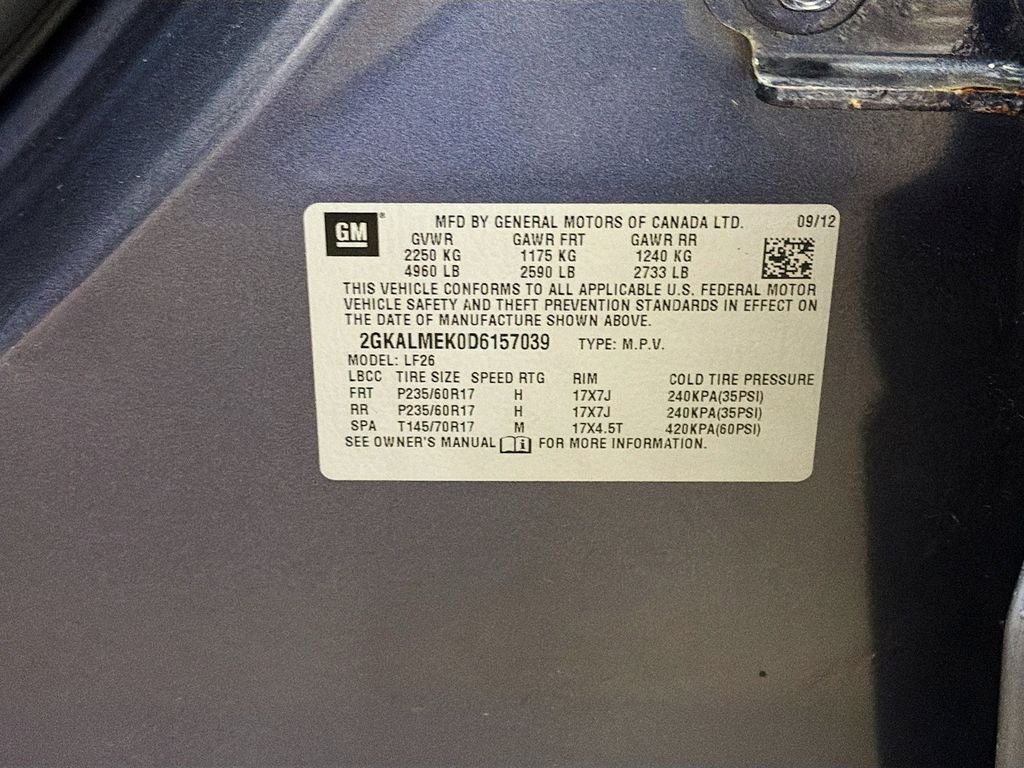 GM
MFD BY GENERAL MOTORS OF CANADA LTD. 09/12
GVWR GAWR FRT GAWR RR
2250 KG 1175 KG 1240 KG
4960 LB 2590 LB 2733 LB
THIS VEHICLE CONFORMS TO ALL APPLICABLE U.S. FEDERAL MOTOR
VEHICLE SAFETY AND THEFT PREVENTION STANDARDS IN EFFECT ON
THE DATE OF MANUFACTURE SHOWN ABOVE.
2GKALMEK0D6157039 TYPE: M.P.V.
MODEL: LF26
LBCC TIRE SIZE SPEED RTG RIM COLD TIRE PRESSURE
FRT P235/60R17 H 17X7J 240KPA(35PSI)
RR P235/60R17 H 17X7J 240KPA(35PSI)
SPA T145/70R17 M 17X4.5T 420KPA(60PSI)
SEE OWNER'S MANUAL FOR MORE INFORMATION.